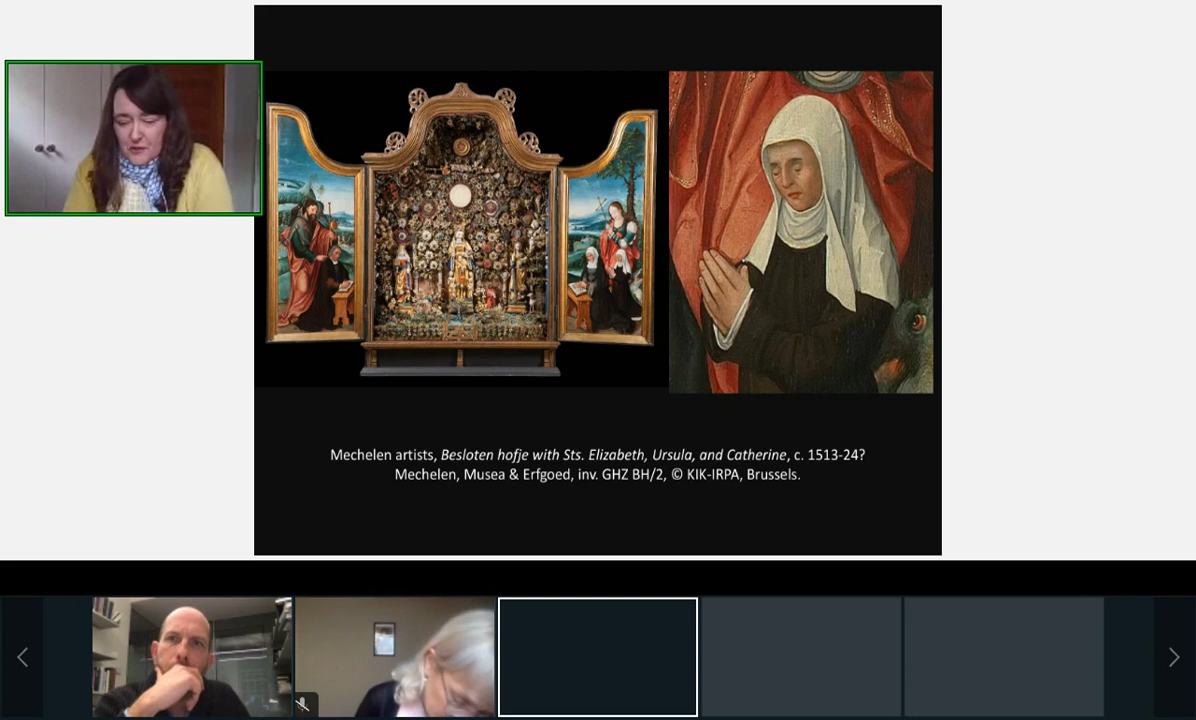 Mechelen artists, Besloten hofje with Sts. Elizabeth, Ursula, and Catherine, c. 1513-24?
Mechelen, Musea & Erfgoed, inv. GHZ BH/2, © KIK-IRPA, Brussels.